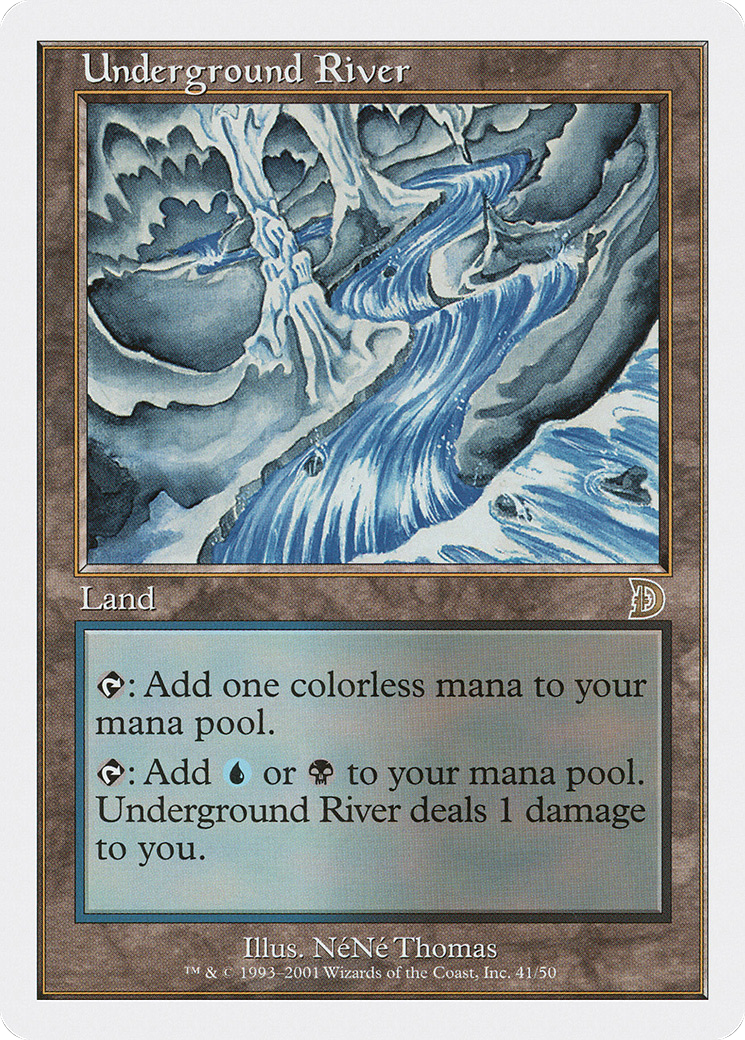 Underground River
Land
D
: Add one colorless mana to your
mana pool.
: Add or to your mana pool.
Underground River deals 1 damage
to you.
Illus. NéNé Thomas
™ & © 1993–2001 Wizards of the Coast, Inc. 41/50